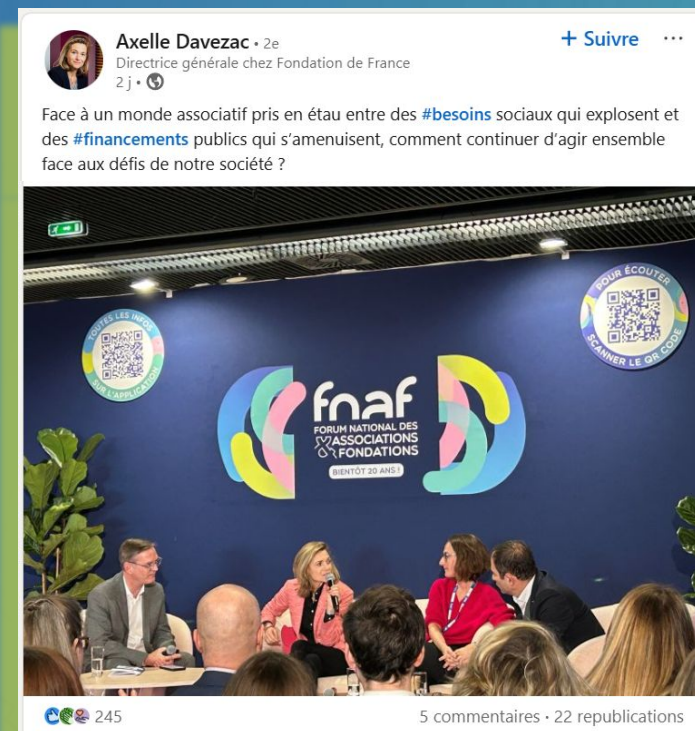 Axelle Davezac • 2e
+ Suivre ...
Directrice générale chez Fondation de France
2 j •
Face à un monde associatif pris en étau entre des #besoins sociaux qui explosent et
des #financements publics qui s’amenuisent, comment continuer d’agir ensemble
face aux défis de notre société ?
TOUTES LES INFOS
SUR L'APPLICATION
POUR ÉCOUTER
SCANNER LE QR CODE
fnaf
FORUM NATIONAL DES
ASSOCIATIONS
& FONDATIONS
BIENTÔT 20 ANS !
245
5 commentaires • 22 republications